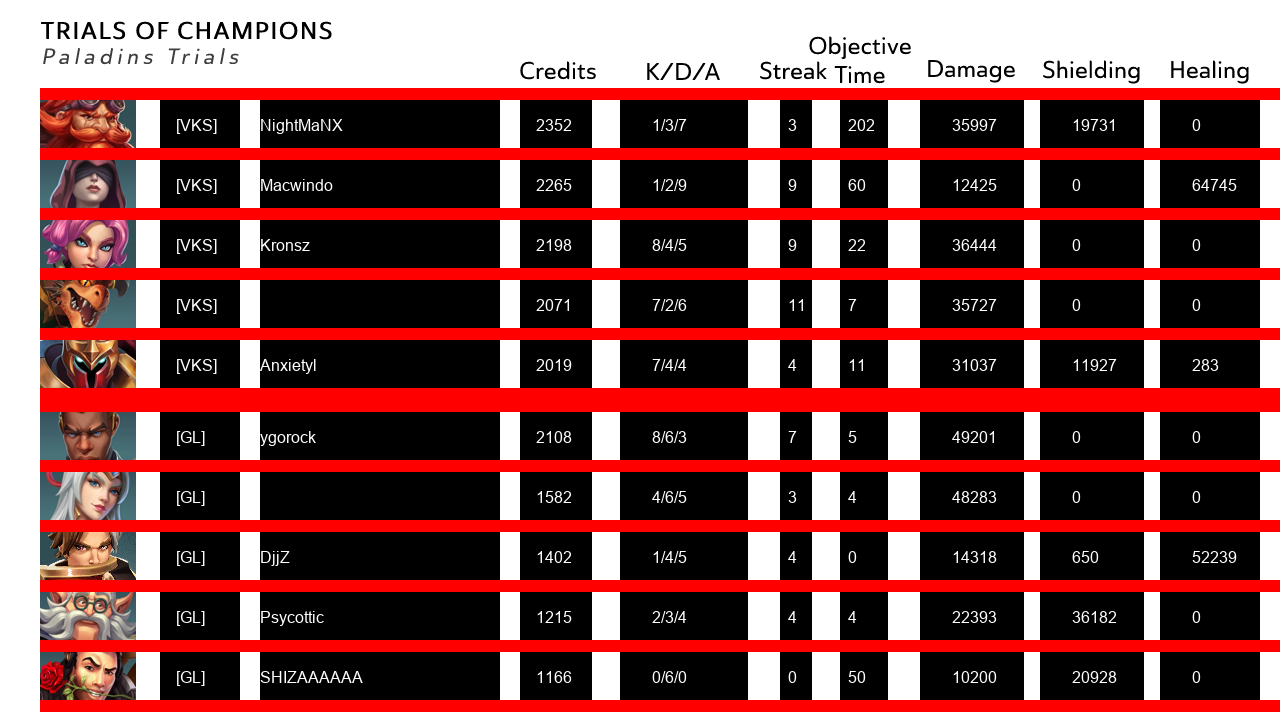 TRIALS OF CHAMPIONS
Paladins Trials
Credits K/D/A Streak Objective Time Damage Shielding Healing
[VKS] NightMaNX 2352 1/3/7 3 202 35997 19731 0
[VKS] Macwindo 2265 1/2/9 9 60 12425 0 64745
[VKS] Kronsz 2198 8/4/5 9 22 36444 0 0
[VKS] 2071 7/2/6 11 7 35727 0 0
[VKS] Anxietyl 2019 7/4/4 4 11 31037 11927 283
[GL] ygorock 2108 8/6/3 7 5 49201 0 0
[GL] 1582 4/6/5 3 4 48283 0 0
[GL] DjjZ 1402 1/4/5 4 0 14318 650 52239
[GL] Psycottic 1215 2/3/4 4 4 22393 36182 0
[GL] SHIZAAAAAA 1166 0/6/0 0 50 10200 20928 0